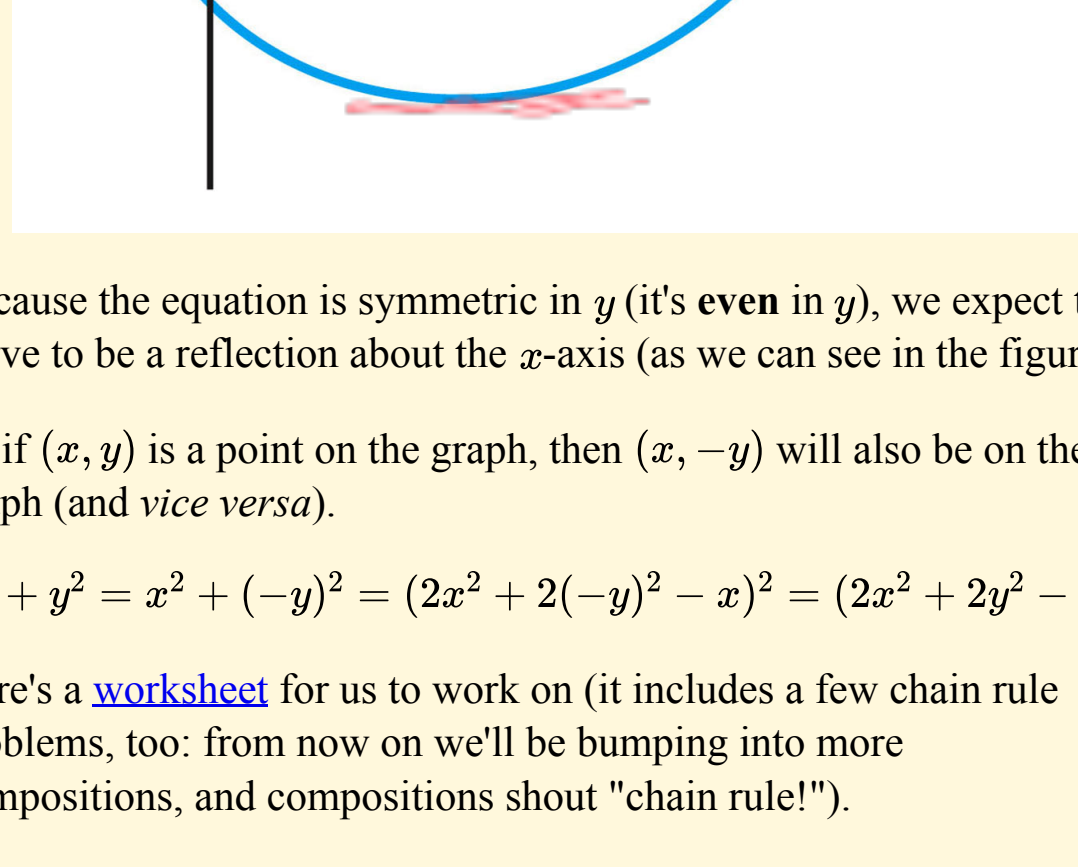 cause the equation is symmetric in y (it's even in y), we expect t
ve to be a reflection about the x-axis (as we can see in the figur
if (x, y) is a point on the graph, then (x, −y) will also be on the
ph (and vice versa).
+ y² = x² + (−y)² = (2x² + 2(−y)² − x)² = (2x² + 2y² −
re's a worksheet for us to work on (it includes a few chain rule
blems, too: from now on we'll be bumping into more
mpositions, and compositions shout "chain rule!").